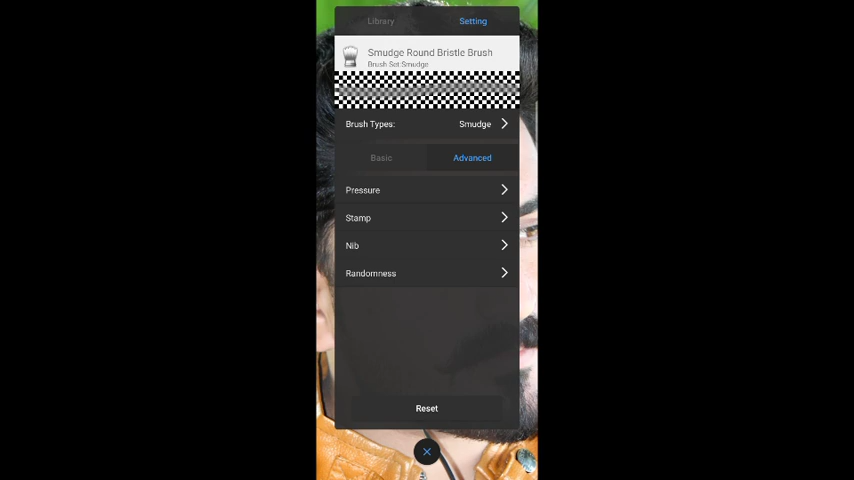 Library Setting
Smudge Round Bristle Brush
Brush Set:Smudge
Brush Types: Smudge
Basic Advanced
Pressure
Stamp
Nib
Randomness
Reset